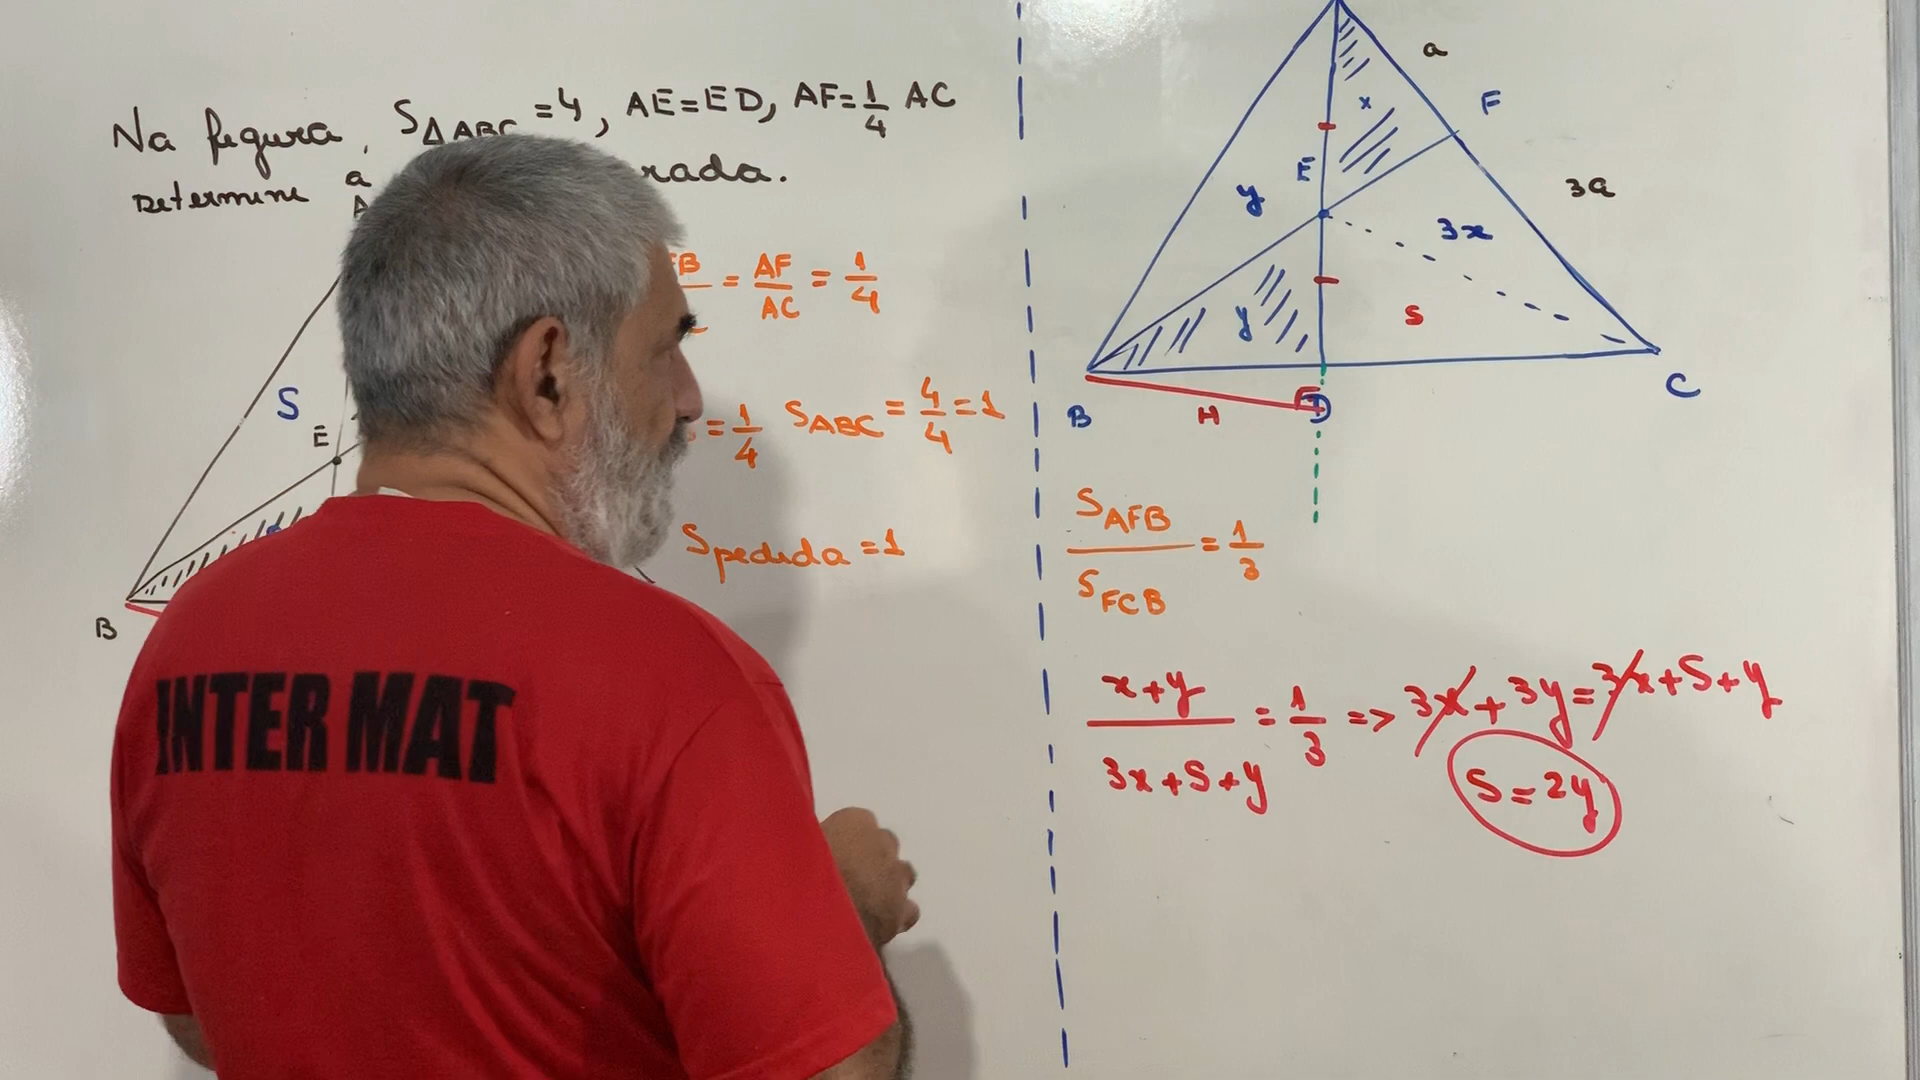 Na figura, S△ABC = 4, AE=ED, AF=1/4 AC
Determine rada.
a
A
S
E
B
FB = AF/AC = 1/4
= 1/4 SABC = 4/4 = 1
Spedida = 1
a
x
F
E
y
3a
3x
y
S
B
H
D
C
SAFB/SFCB = 1/3
x+y/3x+S+y = 1/3 => 3x + 3y = 3x + S + y
S = 2y
INTER MAT